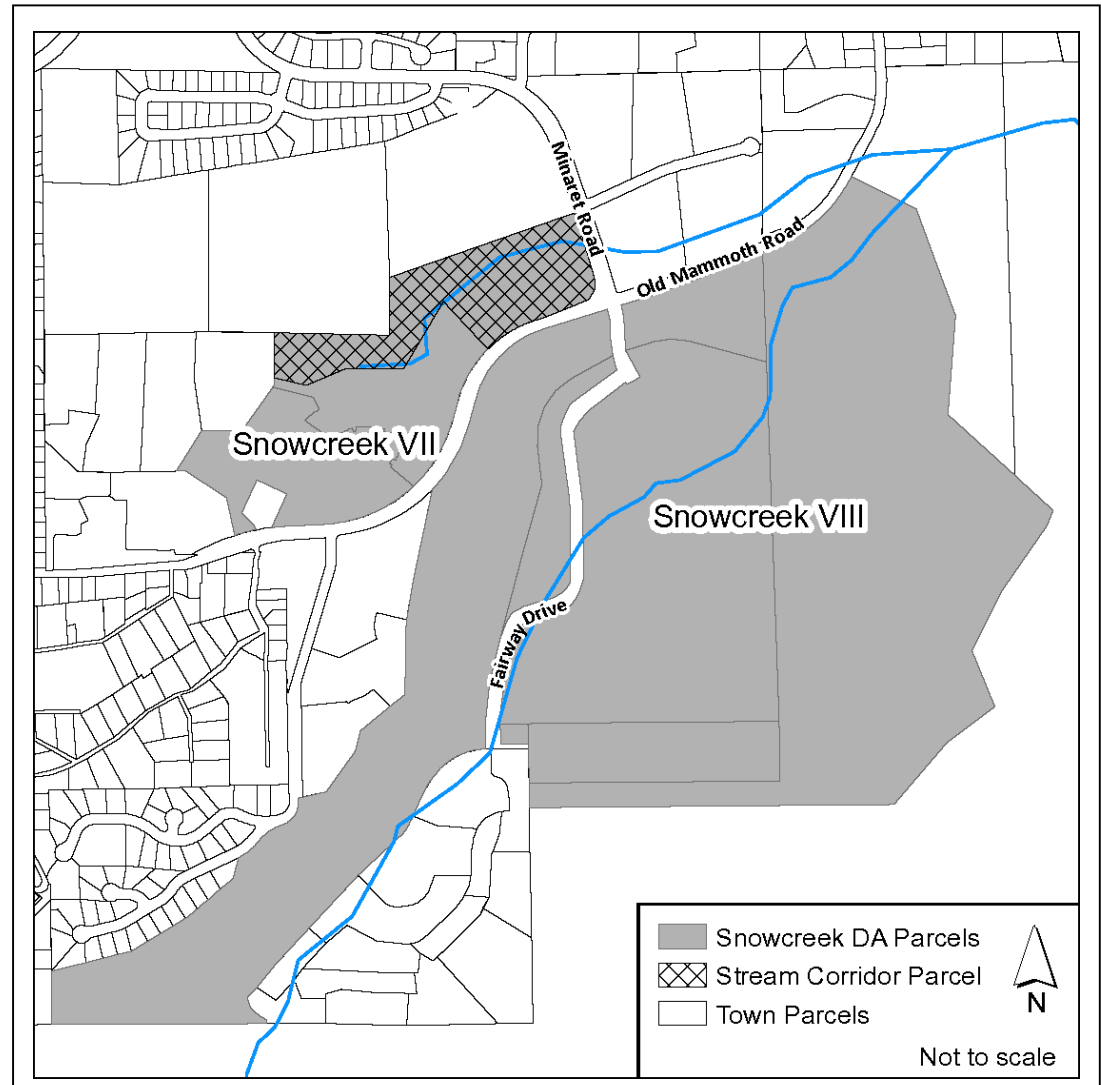 Minaret Road
Old Mammoth Road
Snowcreek VII
Snowcreek VIII
Fairway Drive
Snowcreek DA Parcels
Stream Corridor Parcel
Town Parcels
N
Not to scale